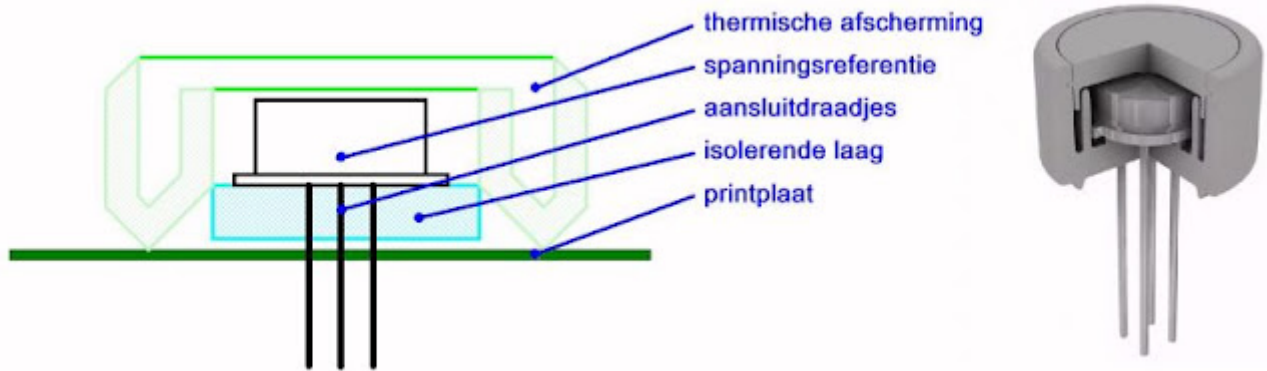 thermische afscherming
spanningsreferentie
aansluitdraadjes
isolerende laag
printplaat